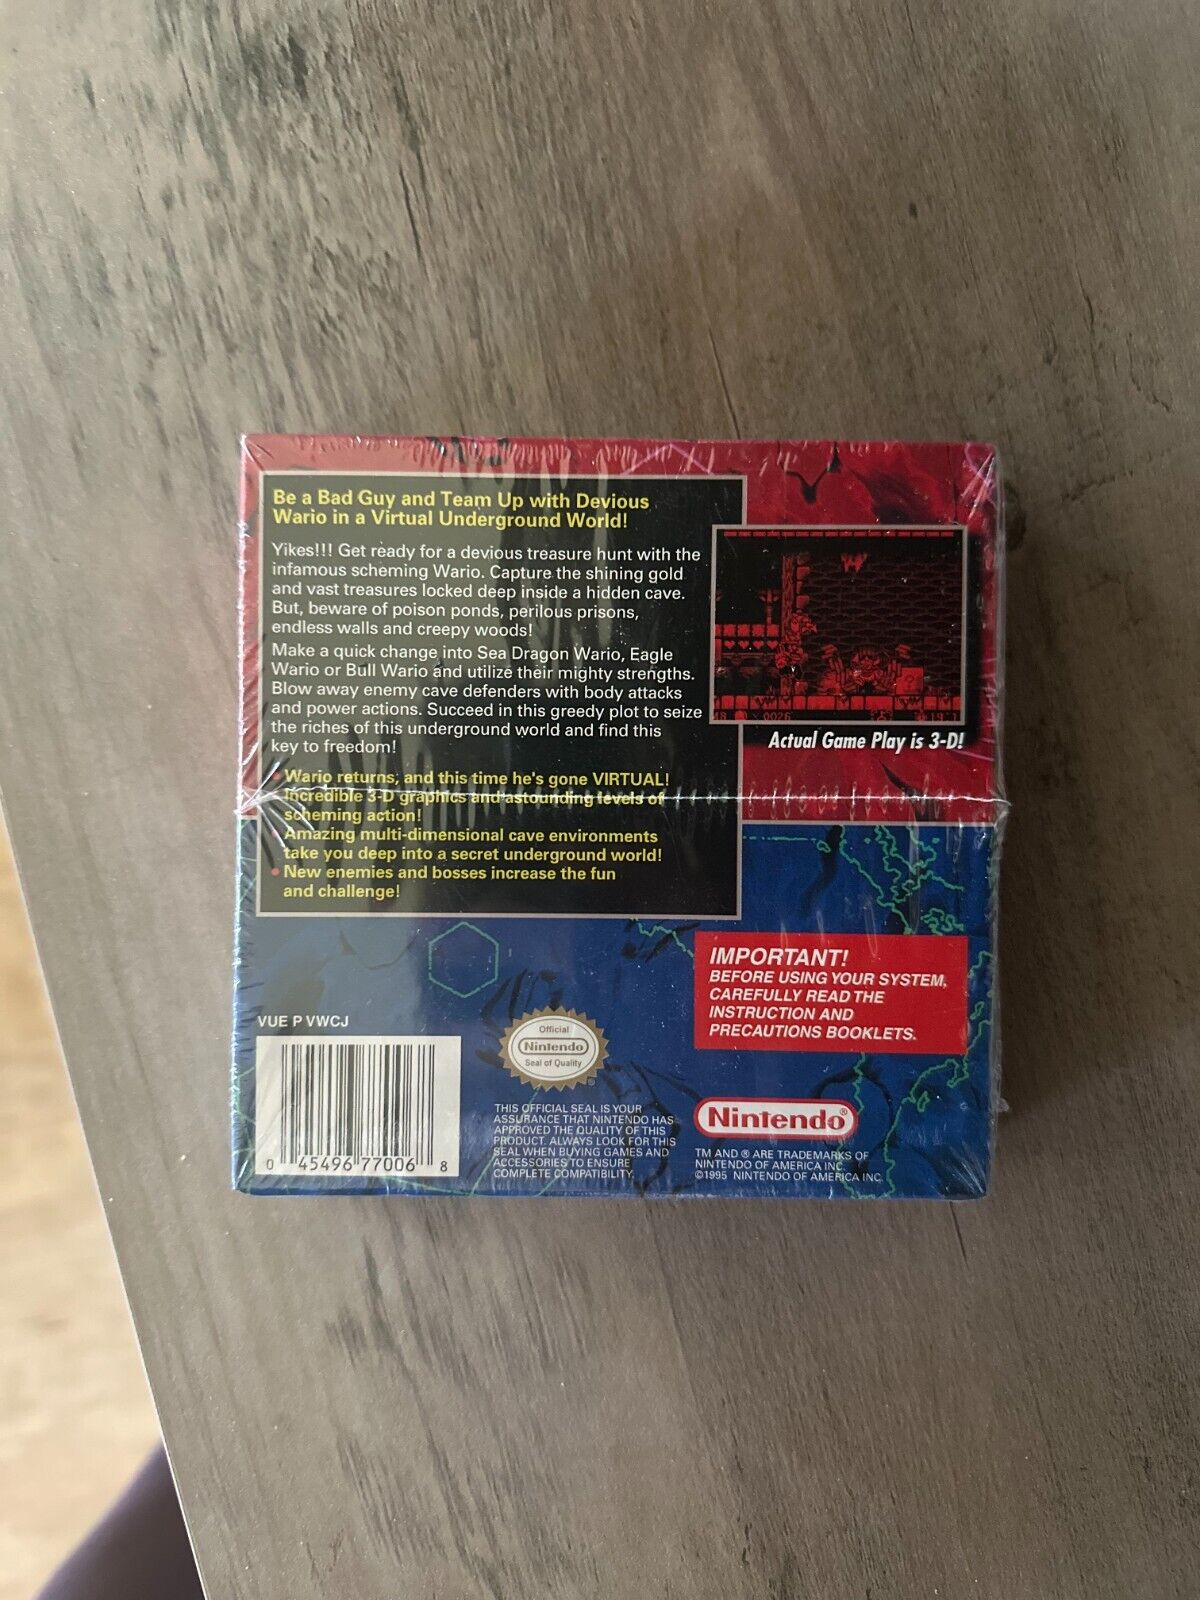 Be a Bad Guy and Team Up with Devious
Wario in a Virtual Underground World!
Yikes!!! Get ready for a devious treasure hunt with the
infamous scheming Wario. Capture the shining gold
and vast treasures locked deep inside a hidden cave.
But, beware of poison ponds, perilous prisons,
endless walls and creepy woods!
Make a quick change into Sea Dragon Wario, Eagle
Wario or Bull Wario and utilize their mighty strengths.
Blow away enemy cave defenders with body attacks
and power actions. Succeed in this greedy plot to seize
the riches of this underground world and find this
key to freedom!
• Wario returns, and this time he's gone VIRTUAL!
Incredible 3-D graphics and astounding levels of
scheming action!
• Amazing multi-dimensional cave environments
take you deep into a secret underground world!
• New enemies and bosses increase the fun
and challenge!
0026
Actual Game Play is 3-D!
IMPORTANT!
BEFORE USING YOUR SYSTEM,
CAREFULLY READ THE
INSTRUCTION AND
PRECAUTIONS BOOKLETS.
VUE P VWCJ
0 45496 77006 8
Official
Nintendo
Seal of Quality
®
THIS OFFICIAL SEAL IS YOUR
ASSURANCE THAT NINTENDO HAS
APPROVED THE QUALITY OF THIS
PRODUCT. ALWAYS LOOK FOR THIS
SEAL WHEN BUYING GAMES AND
ACCESSORIES TO ENSURE
COMPLETE COMPATIBILITY.
Nintendo®
TM AND ® ARE TRADEMARKS OF
NINTENDO OF AMERICA INC.
©1995 NINTENDO OF AMERICA INC.